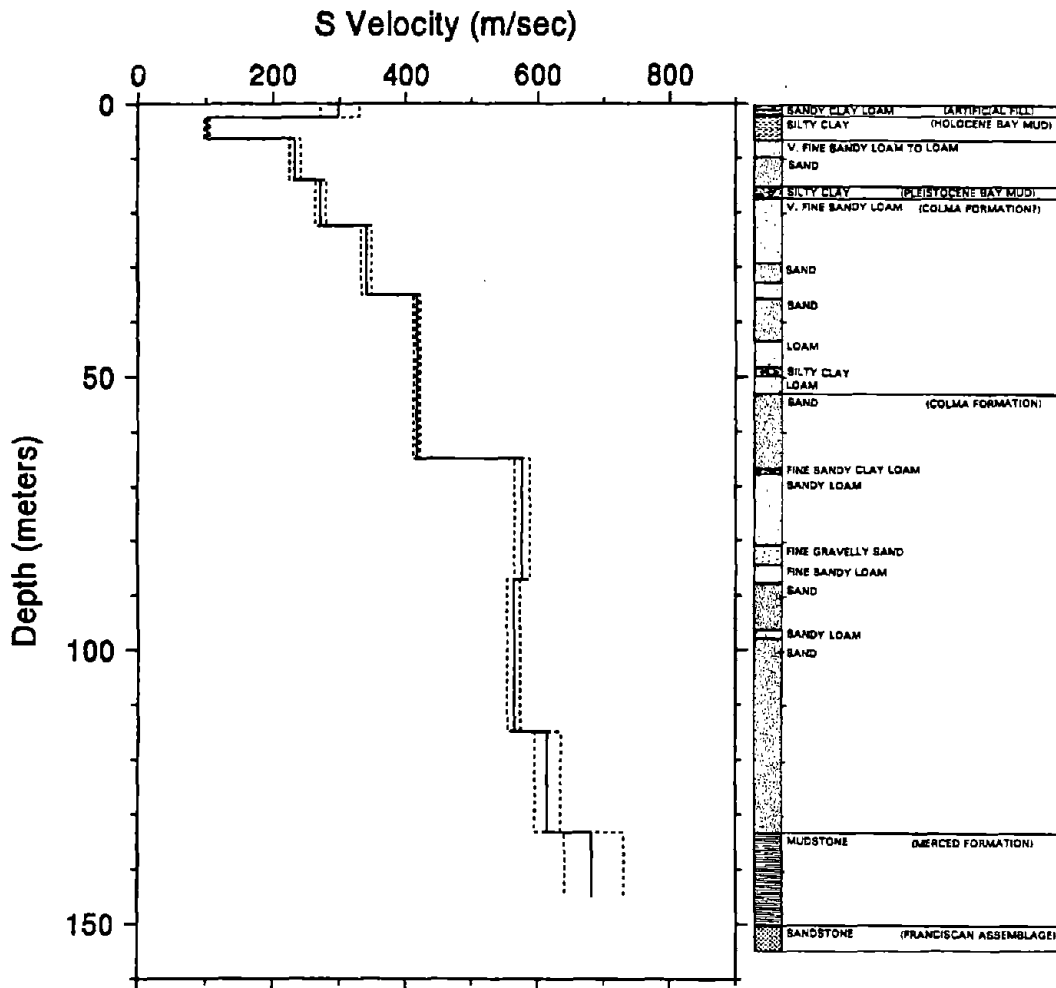 S Velocity (m/sec)
0 200 400 600 800
0
50
100
150
Depth (meters)
SANDY CLAY LOAM (ARTIFICIAL FILL)
SILTY CLAY (HOLOCENE BAY MUD)
V. FINE SANDY LOAM TO LOAM
SAND
SILTY CLAY (PLEISTOCENE BAY MUD)
V. FINE SANDY LOAM (COLMA FORMATION?)
SAND
SAND
LOAM
SILTY CLAY
LOAM
SAND (COLMA FORMATION)
FINE SANDY CLAY LOAM
SANDY LOAM
FINE GRAVELLY SAND
FINE SANDY LOAM
SAND
SANDY LOAM
SAND
MUDSTONE (MERCED FORMATION)
SANDSTONE (FRANCISCAN ASSEMBLAGE)